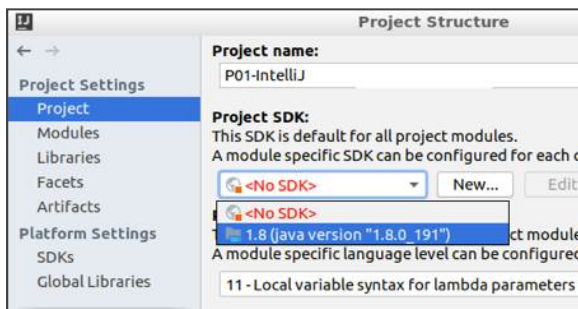 IJ
Project Structure
Project Settings
Project
Modules
Libraries
Facets
Artifacts
Platform Settings
SDKs
Global Libraries
Project name:
P01-IntelliJ
Project SDK:
This SDK is default for all project modules.
A module specific SDK can be configured for each
<No SDK>
New...
Edit
<No SDK>
1.8 (java version "1.8.0_191")
ct module
A module specific language level can be configured
11 - Local variable syntax for lambda parameters